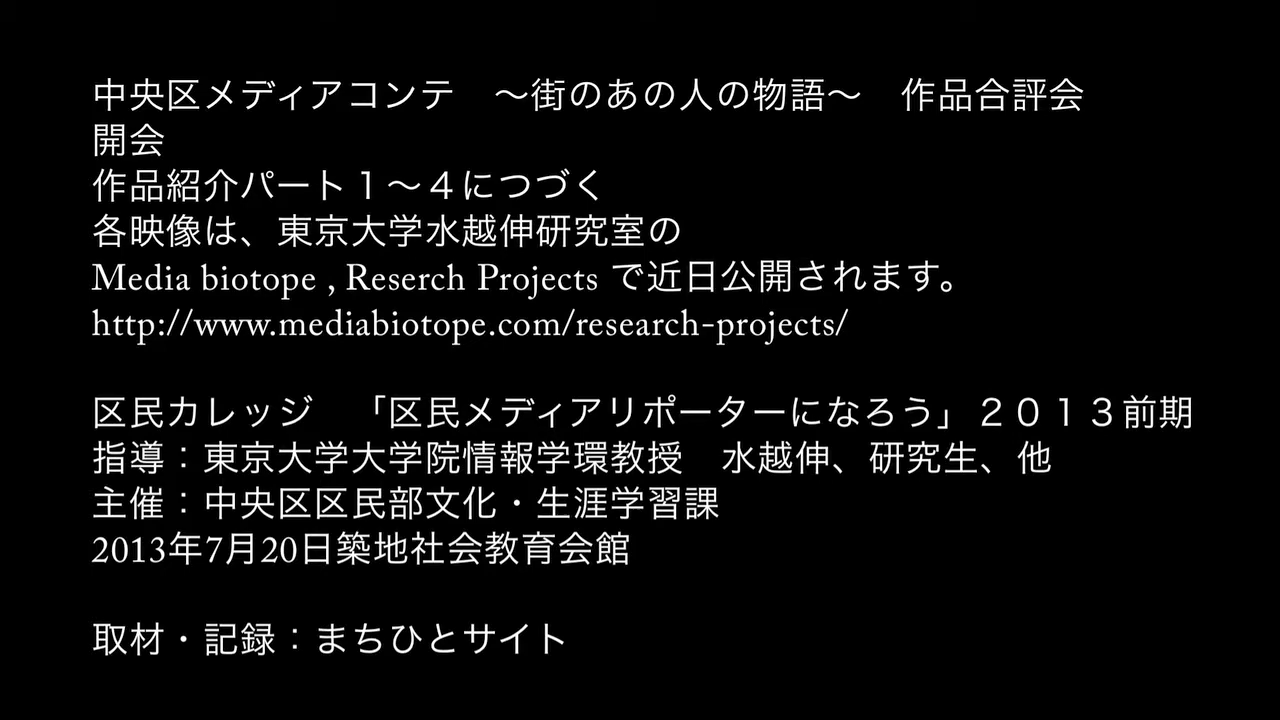 中央区メディアコンテ　〜街のあの人の物語〜　作品合評会
開会
作品紹介パート１〜４につづく
各映像は、東京大学水越伸研究室の
Media biotope , Reserch Projects で近日公開されます。
http://www.mediabiotope.com/research-projects/
区民カレッジ　「区民メディアリポーターになろう」２０１３前期
指導：東京大学大学院情報学環教授　水越伸、研究生、他
主催：中央区区民部文化・生涯学習課
2013年7月20日築地社会教育会館
取材・記録：まちひとサイト